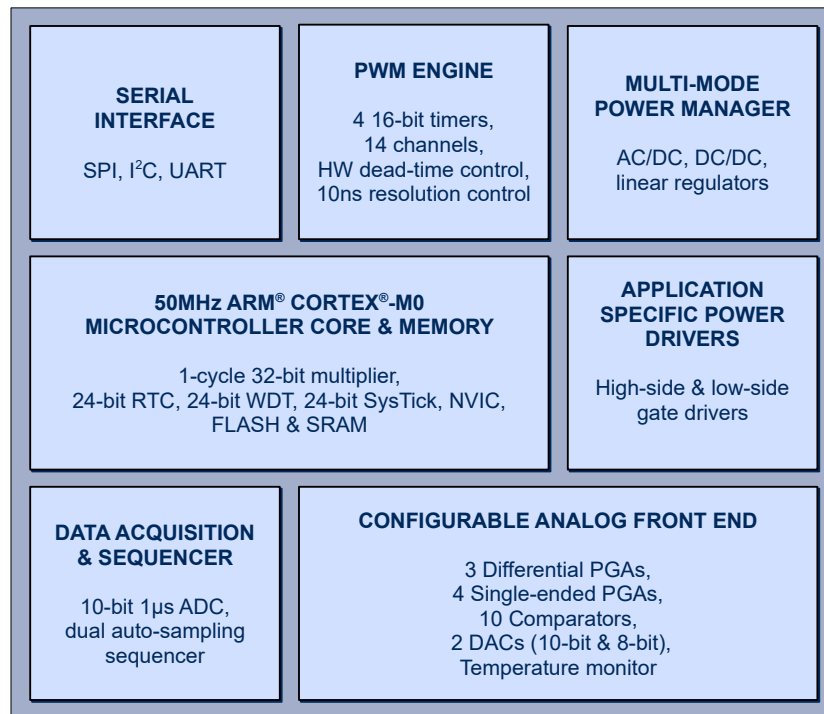 SERIAL
INTERFACE
SPI, I²C, UART
PWM ENGINE
4 16-bit timers,
14 channels,
HW dead-time control,
10ns resolution control
MULTI-MODE
POWER MANAGER
AC/DC, DC/DC,
linear regulators
50MHz ARM® CORTEX®-M0
MICROCONTROLLER CORE & MEMORY
1-cycle 32-bit multiplier,
24-bit RTC, 24-bit WDT, 24-bit SysTick, NVIC,
FLASH & SRAM
APPLICATION
SPECIFIC POWER
DRIVERS
High-side & low-side
gate drivers
DATA ACQUISITION
& SEQUENCER
10-bit 1µs ADC,
dual auto-sampling
sequencer
CONFIGURABLE ANALOG FRONT END
3 Differential PGAs,
4 Single-ended PGAs,
10 Comparators,
2 DACs (10-bit & 8-bit),
Temperature monitor